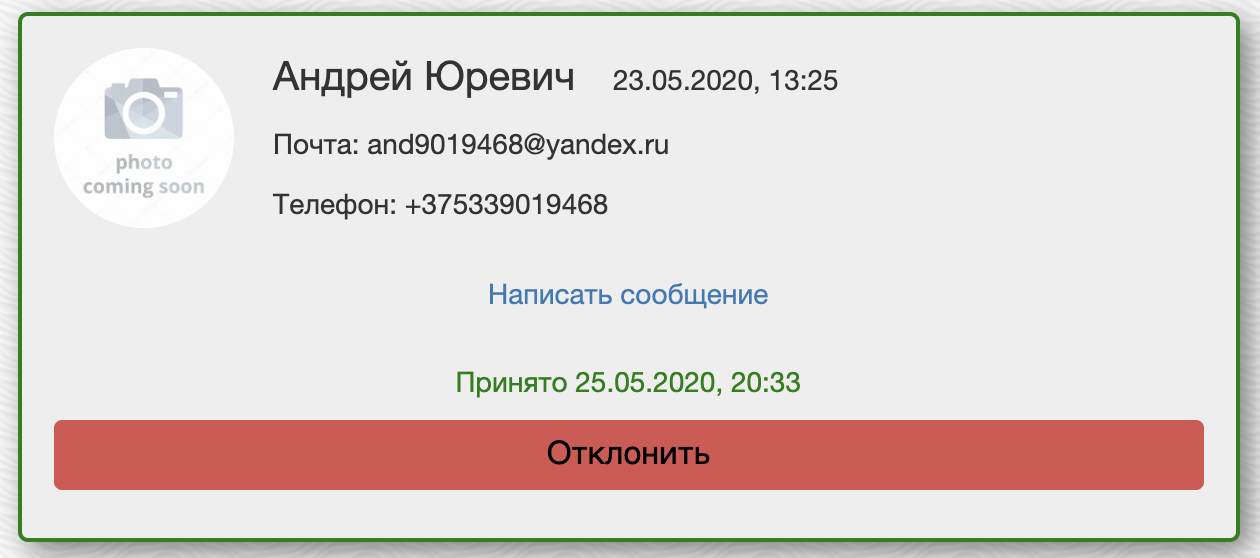 photo
coming soon
Андрей Юревич 23.05.2020, 13:25
Почта: and9019468@yandex.ru
Телефон: +375339019468
Написать сообщение
Принято 25.05.2020, 20:33
Отклонить